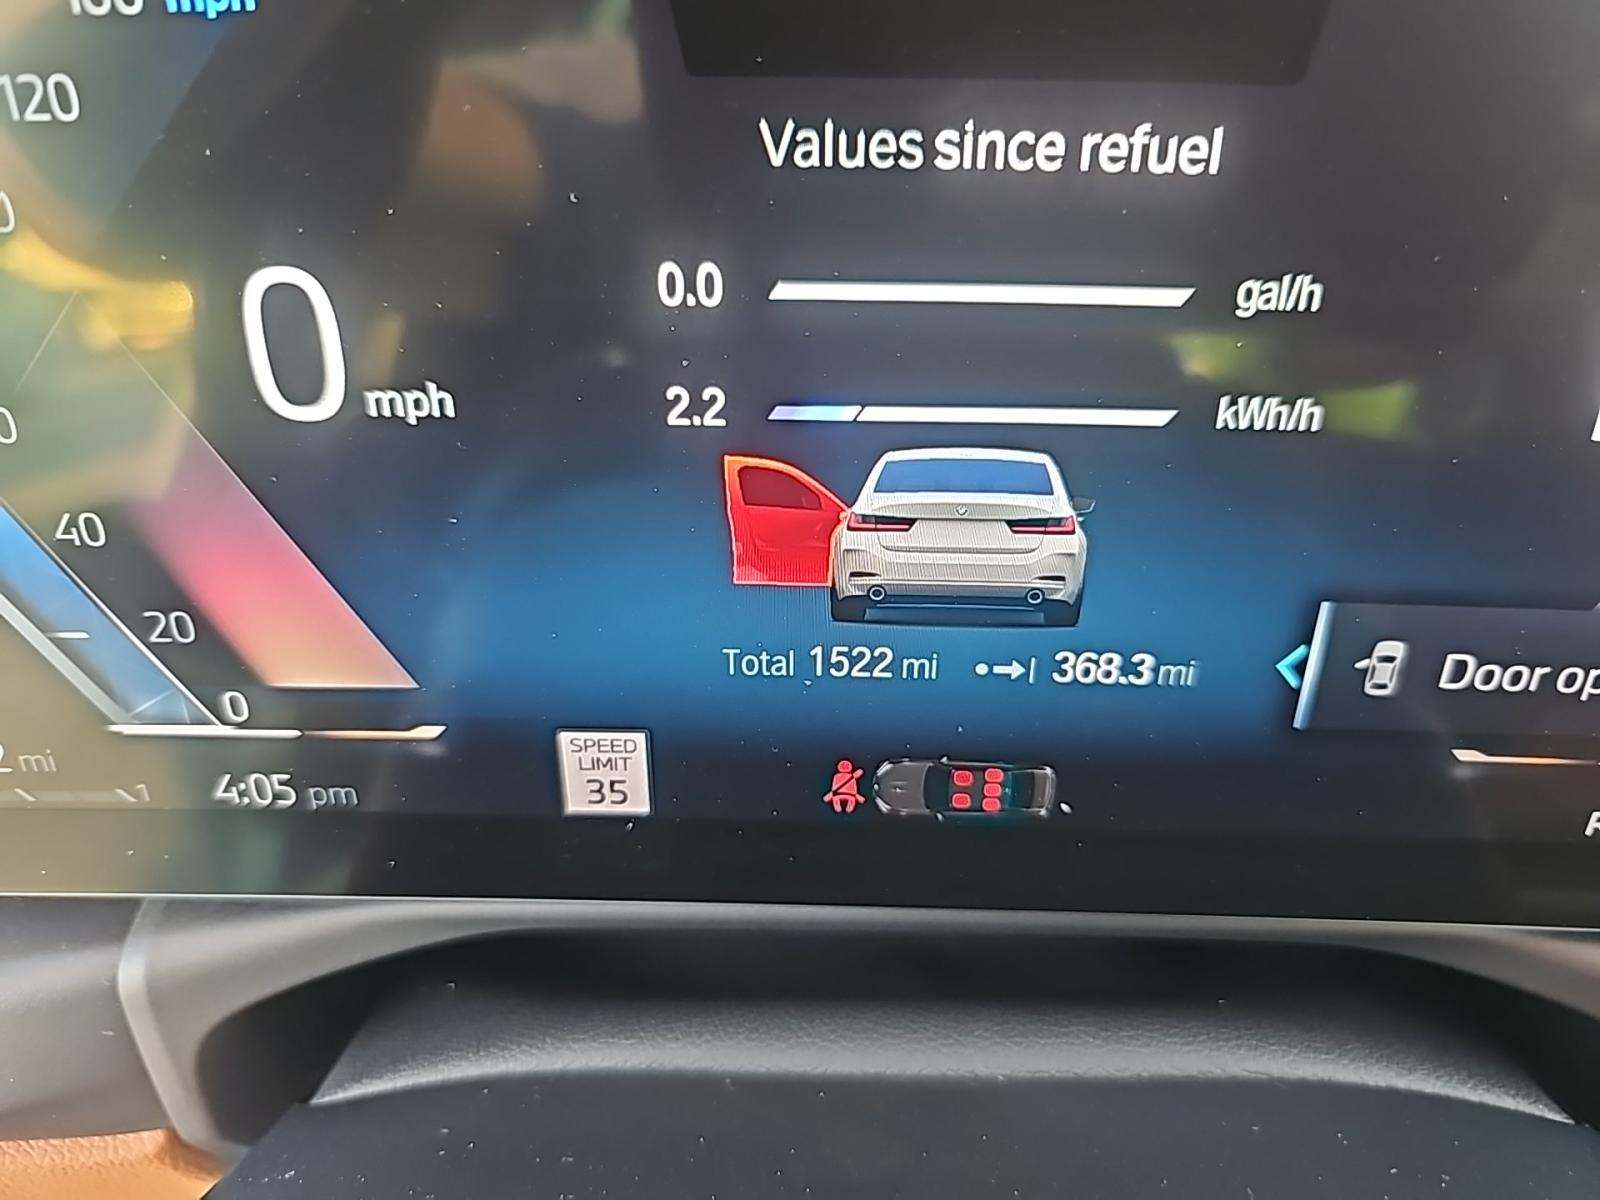 mph
120
Values since refuel
0.0 gal/h
0 mph
2.2 kWh/h
40
20
0
Total 1522 mi 368.3 mi
Door op
mi
4:05 pm
SPEED
LIMIT
35